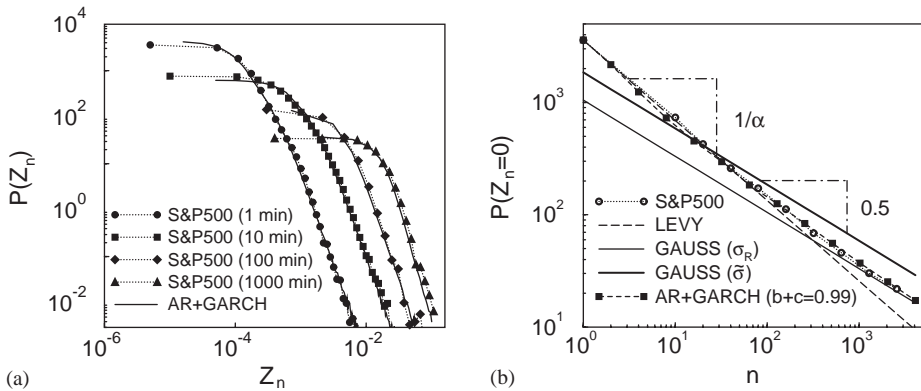 10^4
10^2
10^0
10^-2
P(Z_n)
S&P500 (1 min)
S&P500 (10 min)
S&P500 (100 min)
S&P500 (1000 min)
AR+GARCH
10^-6
10^-4
10^-2
Z_n
(a)
10^3
10^2
10^1
P(Z_n=0)
1/α
0.5
S&P500
LEVY
GAUSS (σ_R)
GAUSS (σ̃)
AR+GARCH (b+c=0.99)
10^0
10^1
10^2
10^3
n
(b)